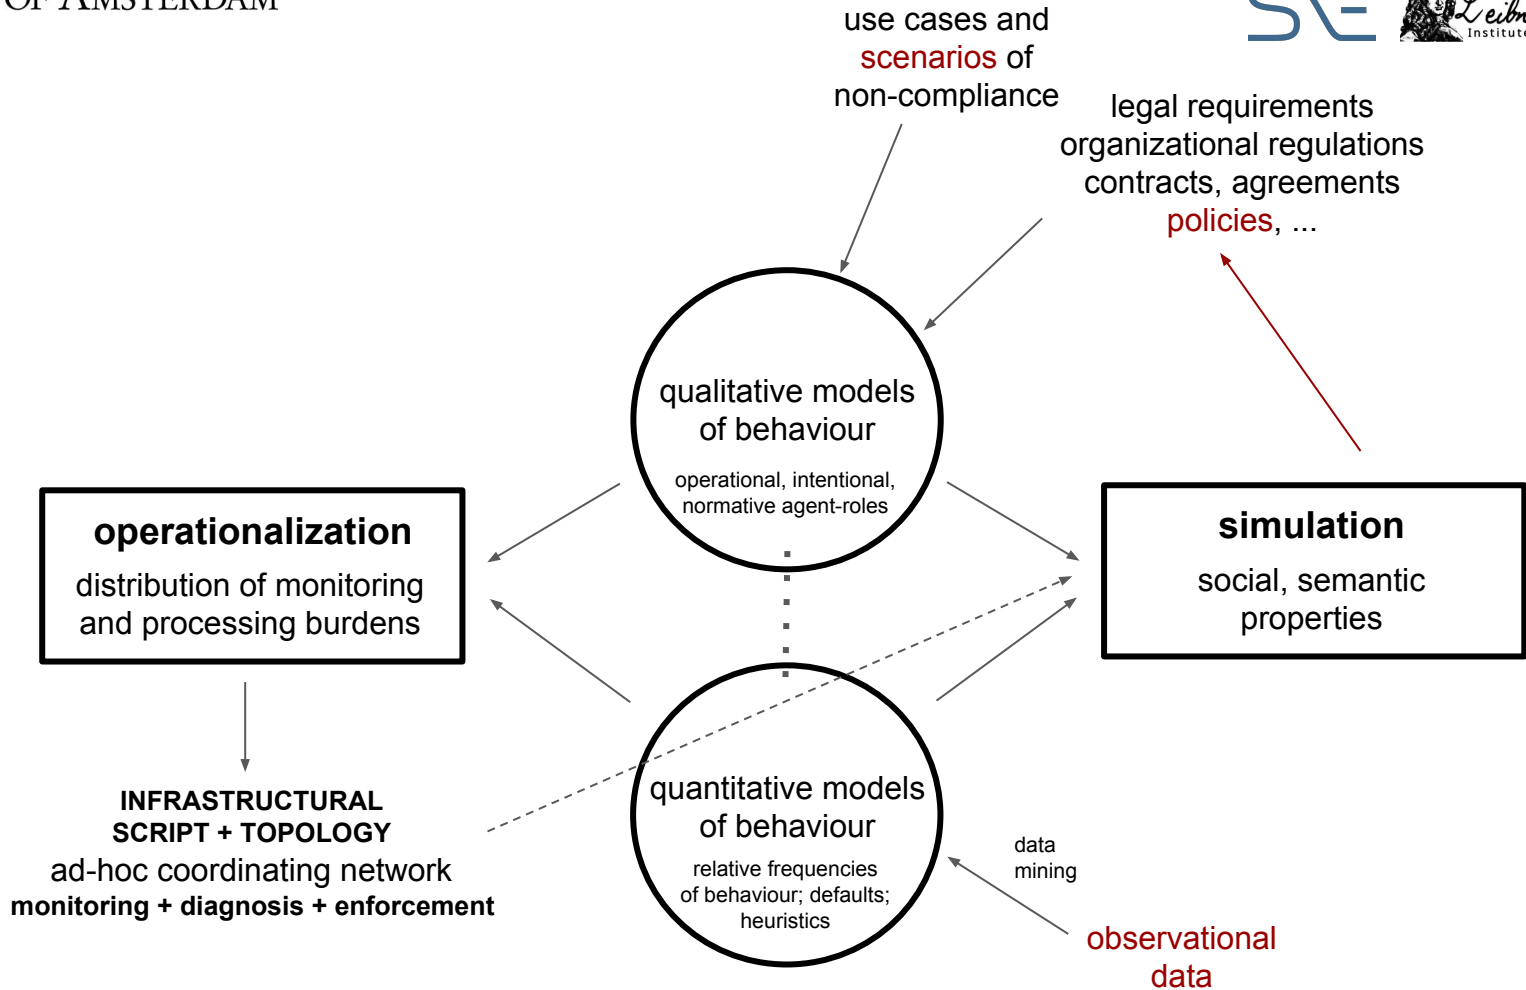 OF AMSTERDAM
Institute
use cases and
scenarios of
non-compliance
legal requirements
organizational regulations
contracts, agreements
policies, ...
qualitative models
of behaviour
operational, intentional,
normative agent-roles
operationalization
distribution of monitoring
and processing burdens
simulation
social, semantic
properties
INFRASTRUCTURAL
SCRIPT + TOPOLOGY
ad-hoc coordinating network
monitoring + diagnosis + enforcement
quantitative models
of behaviour
relative frequencies
of behaviour; defaults;
heuristics
data
mining
observational
data